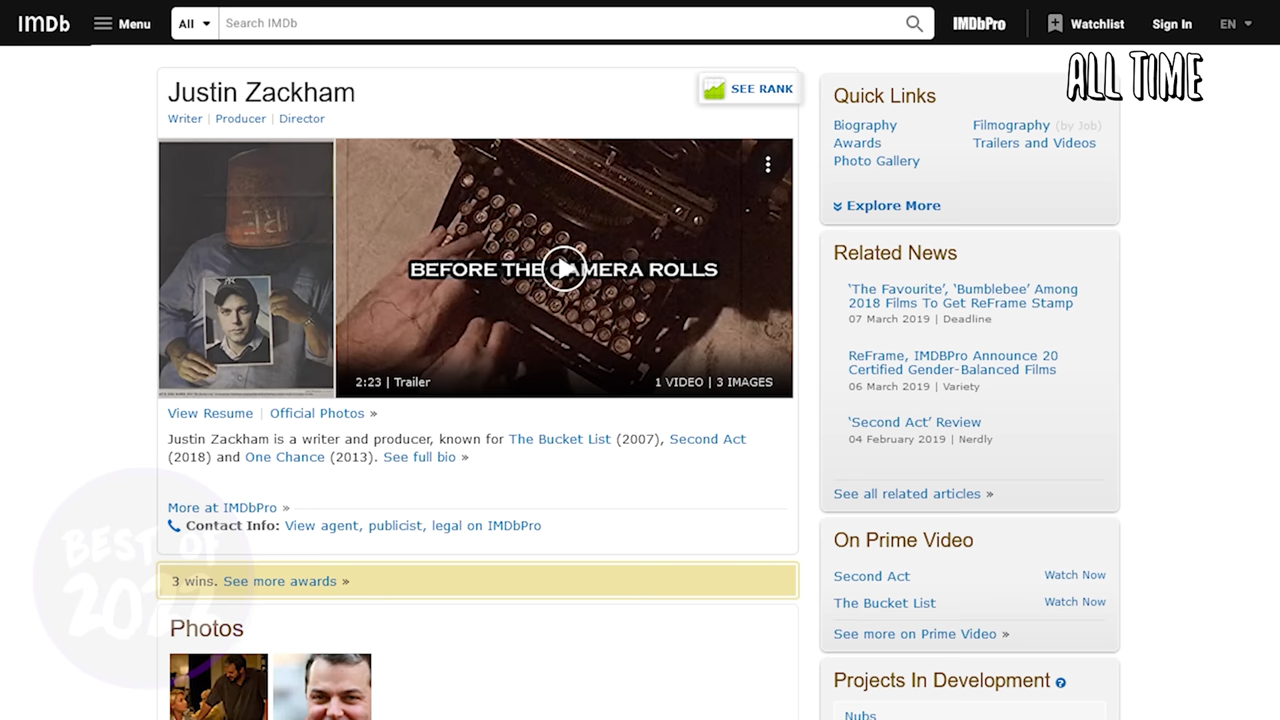 IMDb
Menu
All
Search IMDb
IMDbPro
Watchlist
Sign In
EN
ALL TIME
Justin Zackham
SEE RANK
Writer | Producer | Director
BEFORE THE CAMERA ROLLS
2:23 | Trailer
1 VIDEO | 3 IMAGES
View Resume | Official Photos »
Justin Zackham is a writer and producer, known for The Bucket List (2007), Second Act
(2018) and One Chance (2013). See full bio »
More at IMDbPro »
Contact Info: View agent, publicist, legal on IMDbPro
BEST OF
2022
3 wins. See more awards »
Photos
Quick Links
Biography
Filmography (by Job)
Awards
Trailers and Videos
Photo Gallery
Explore More
Related News
‘The Favourite’, ‘Bumblebee’ Among
2018 Films To Get ReFrame Stamp
07 March 2019 | Deadline
ReFrame, IMDBPro Announce 20
Certified Gender-Balanced Films
06 March 2019 | Variety
‘Second Act’ Review
04 February 2019 | Nerdly
See all related articles »
On Prime Video
Second Act
Watch Now
The Bucket List
Watch Now
See more on Prime Video »
Projects In Development
Nubs